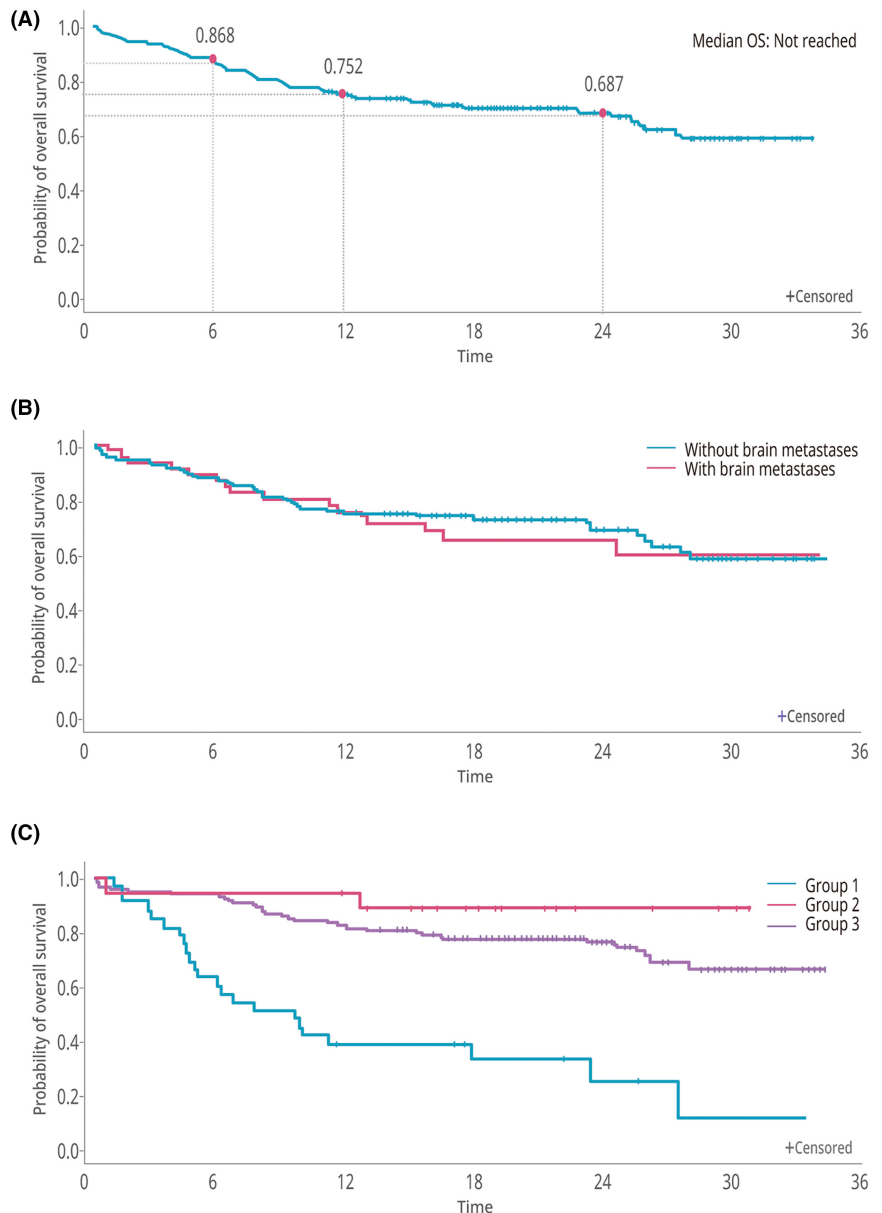 (A)
1.0
0.8
0.6
0.4
0.2
0.0
Probability of overall survival
0.868
0.752
0.687
Median OS: Not reached
+Censored
0 6 12 18 24 30 36
Time
(B)
1.0
0.8
0.6
0.4
0.2
0.0
Probability of overall survival
Without brain metastases
With brain metastases
+Censored
0 6 12 18 24 30 36
Time
(C)
1.0
0.8
0.6
0.4
0.2
0.0
Probability of overall survival
Group 1
Group 2
Group 3
+Censored
0 6 12 18 24 30 36
Time